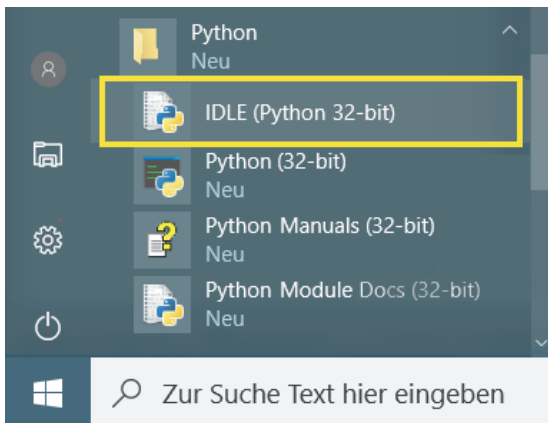 Python
Neu
IDLE (Python 32-bit)
Python (32-bit)
Neu
Python Manuals (32-bit)
Neu
Python Module Docs (32-bit)
Neu
Zur Suche Text hier eingeben